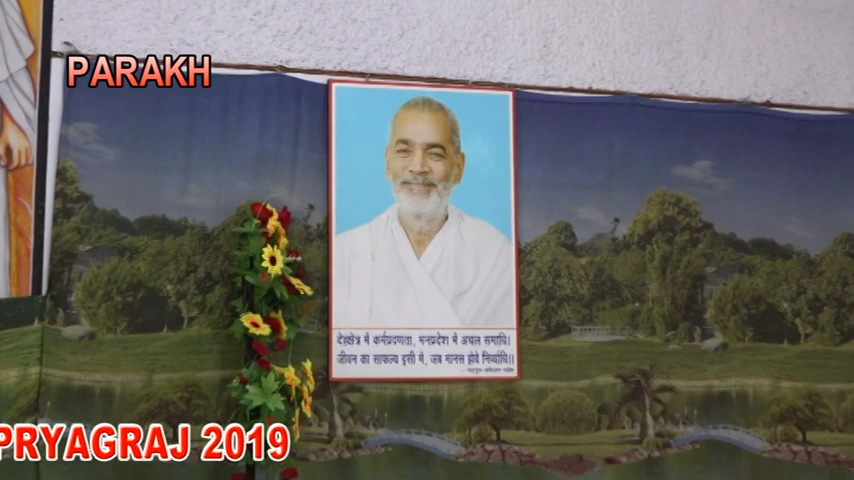 PARAKH
देहक्षेत्र में कर्मप्रवणता, मनप्रदेश में अचल समाधि।
जीवन का साफल्य इसी में, जब मानस होवे निर्व्याधि।।
PRYAGRAJ 2019